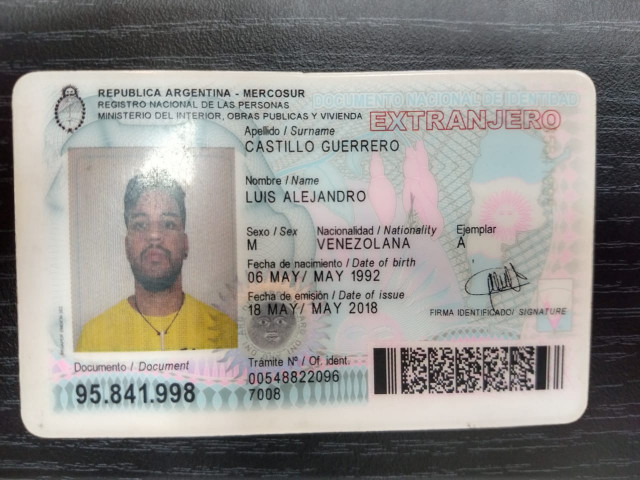 REPUBLICA ARGENTINA - MERCOSUR
REGISTRO NACIONAL DE LAS PERSONAS
MINISTERIO DEL INTERIOR, OBRAS PUBLICAS Y VIVIENDA
DOCUMENTO NACIONAL DE IDENTIDAD
EXTRANJERO
Apellido / Surname
CASTILLO GUERRERO
Nombre / Name
LUIS ALEJANDRO
Sexo / Sex Nacionalidad / Nationality Ejemplar
M VENEZOLANA A
Fecha de nacimiento / Date of birth
06 MAY/ MAY 1992
Fecha de emisión / Date of issue
18 MAY/ MAY 2018
FIRMA IDENTIFICADO/ SIGNATURE
Documento / Document
95.841.998
Trámite Nº / Of. ident.
00548822096
7008